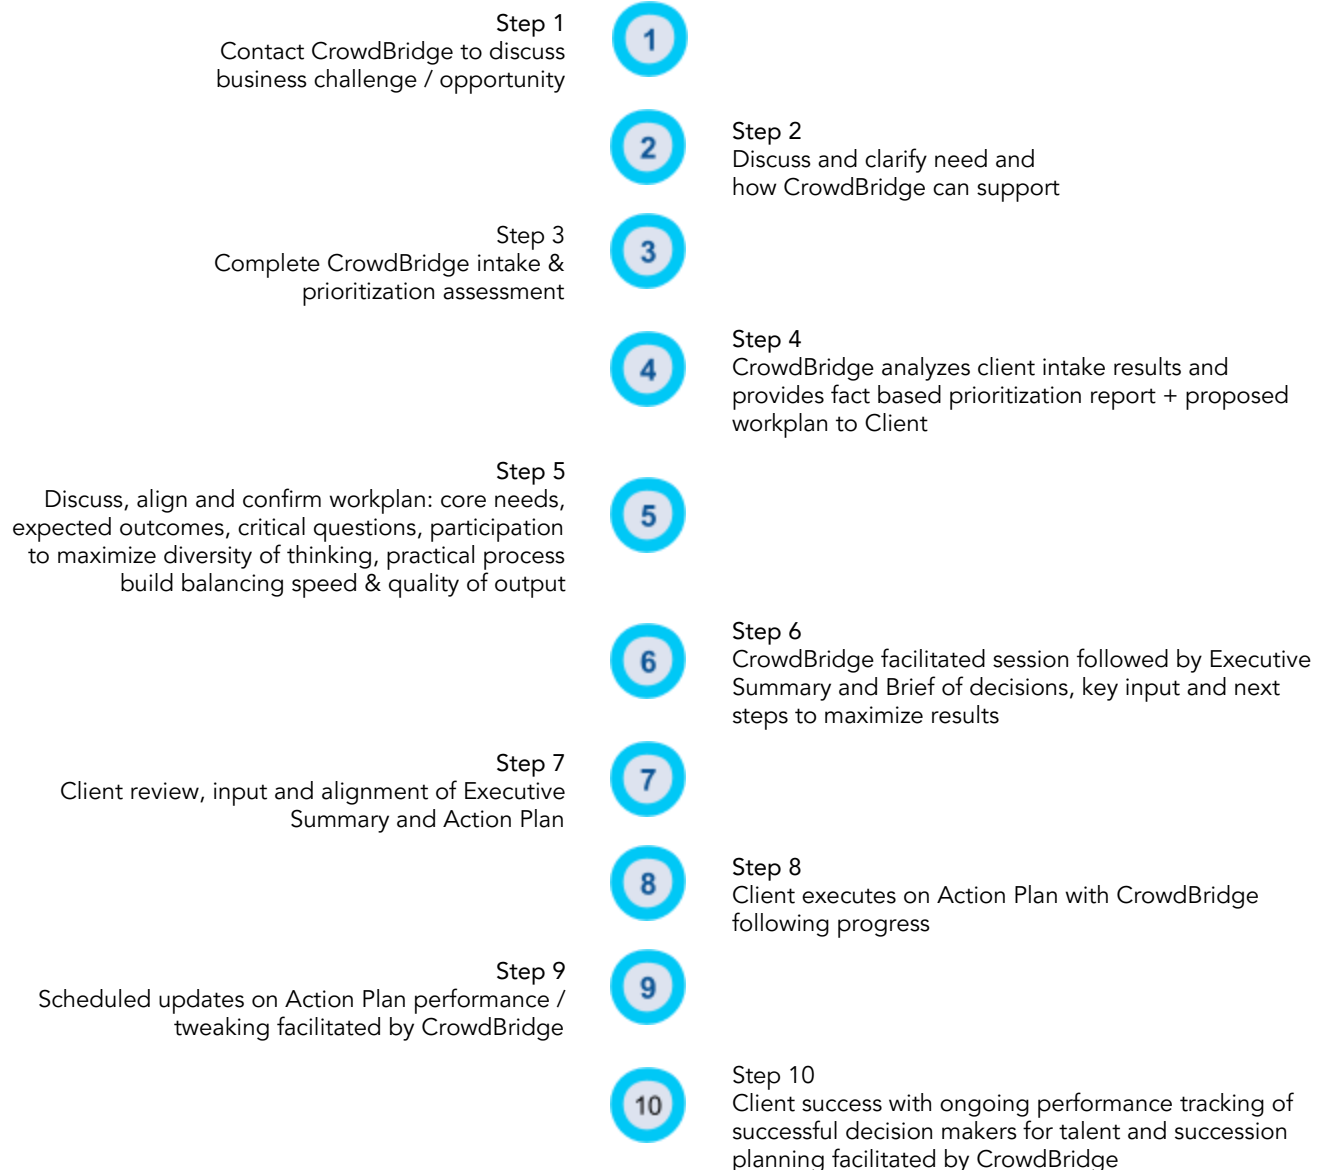 Step 1
Contact CrowdBridge to discuss
business challenge / opportunity
1
2
Step 2
Discuss and clarify need and
how CrowdBridge can support
Step 3
Complete CrowdBridge intake &
prioritization assessment
3
4
Step 4
CrowdBridge analyzes client intake results and
provides fact based prioritization report + proposed
workplan to Client
Step 5
Discuss, align and confirm workplan: core needs,
expected outcomes, critical questions, participation
to maximize diversity of thinking, practical process
build balancing speed & quality of output
5
6
Step 6
CrowdBridge facilitated session followed by Executive
Summary and Brief of decisions, key input and next
steps to maximize results
Step 7
Client review, input and alignment of Executive
Summary and Action Plan
7
8
Step 8
Client executes on Action Plan with CrowdBridge
following progress
Step 9
Scheduled updates on Action Plan performance /
tweaking facilitated by CrowdBridge
9
10
Step 10
Client success with ongoing performance tracking of
successful decision makers for talent and succession
planning facilitated by CrowdBridge